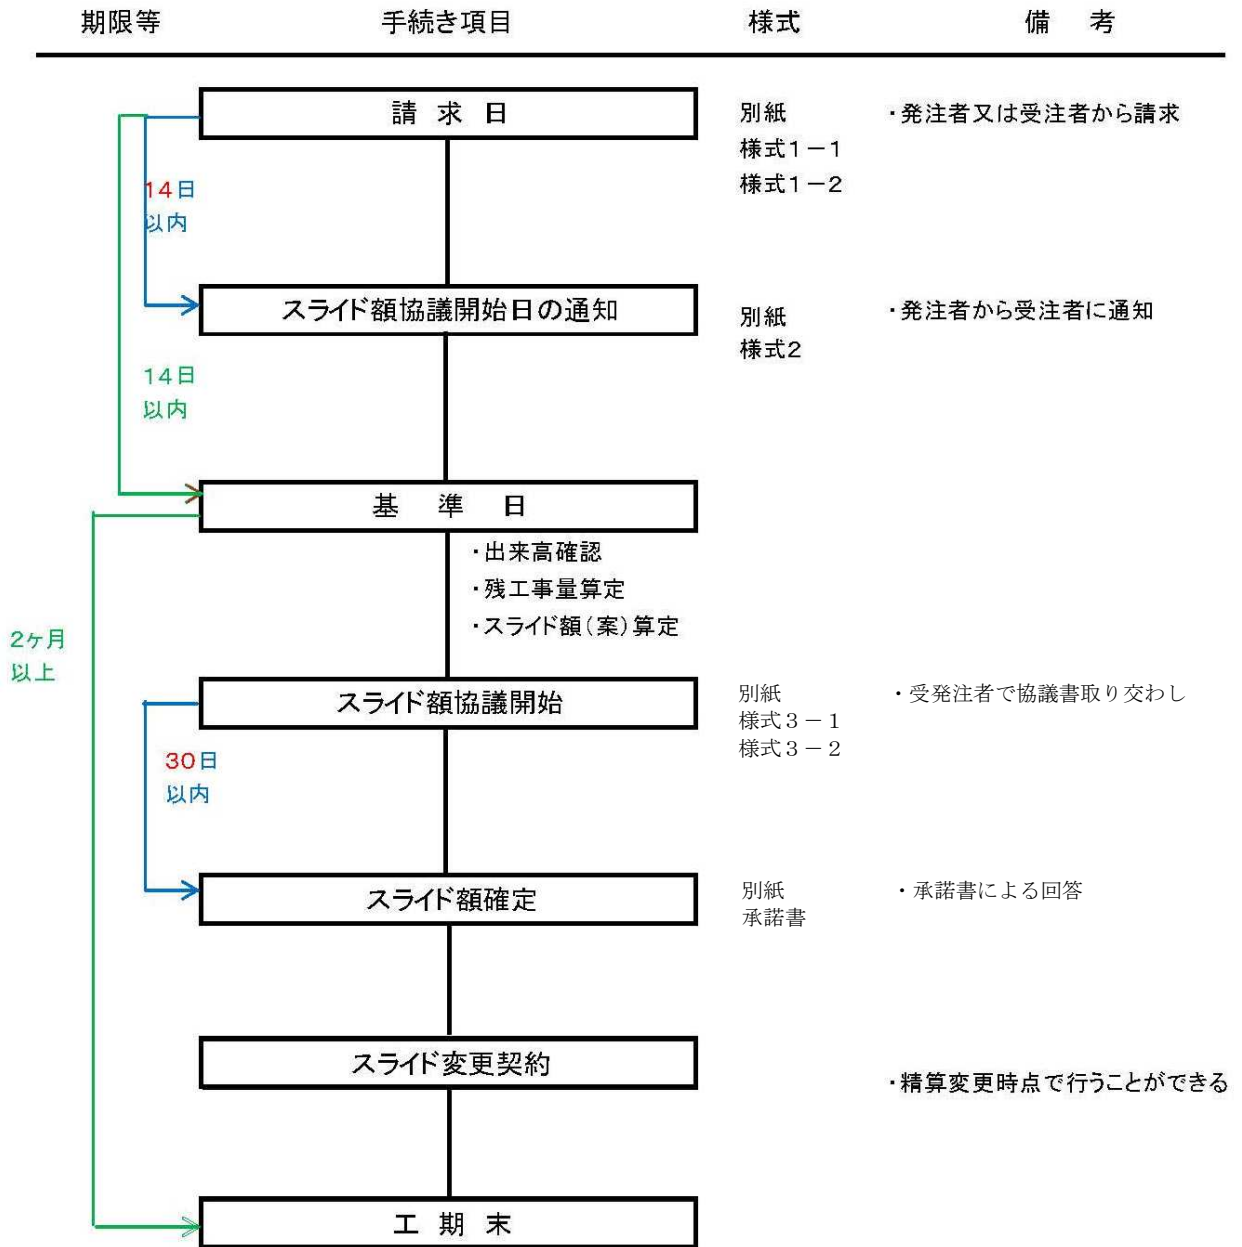 期限等 手続き項目 様式 備 考
請 求 日 別紙 ・発注者又は受注者から請求
様式1－1
14日 様式1－2
以内
スライド額協議開始日の通知 別紙 ・発注者から受注者に通知
様式2
14日
以内
基 準 日
・出来高確認
・残工事量算定
・スライド額（案）算定
2ヶ月
以上
スライド額協議開始 別紙 ・受発注者で協議書取り交わし
様式３－１
様式３－２
30日
以内
スライド額確定 別紙 ・承諾書による回答
承諾書
スライド変更契約
・精算変更時点で行うことができる
工 期 末